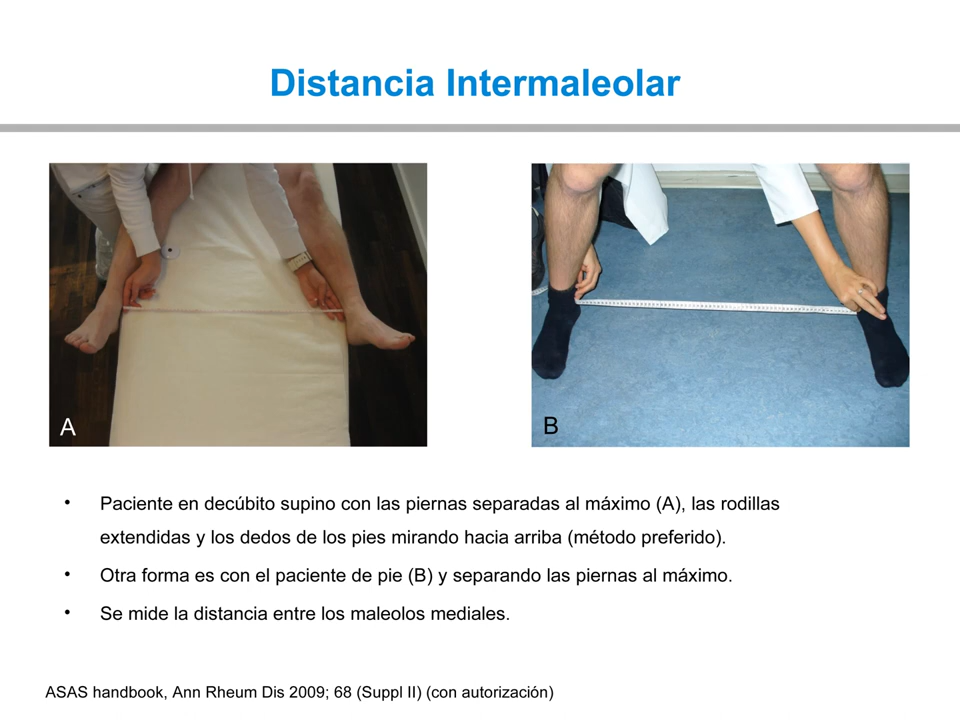 Distancia Intermaleolar
A
B
• Paciente en decúbito supino con las piernas separadas al máximo (A), las rodillas
extendidas y los dedos de los pies mirando hacia arriba (método preferido).
• Otra forma es con el paciente de pie (B) y separando las piernas al máximo.
• Se mide la distancia entre los maleolos mediales.
ASAS handbook, Ann Rheum Dis 2009; 68 (Suppl II) (con autorización)